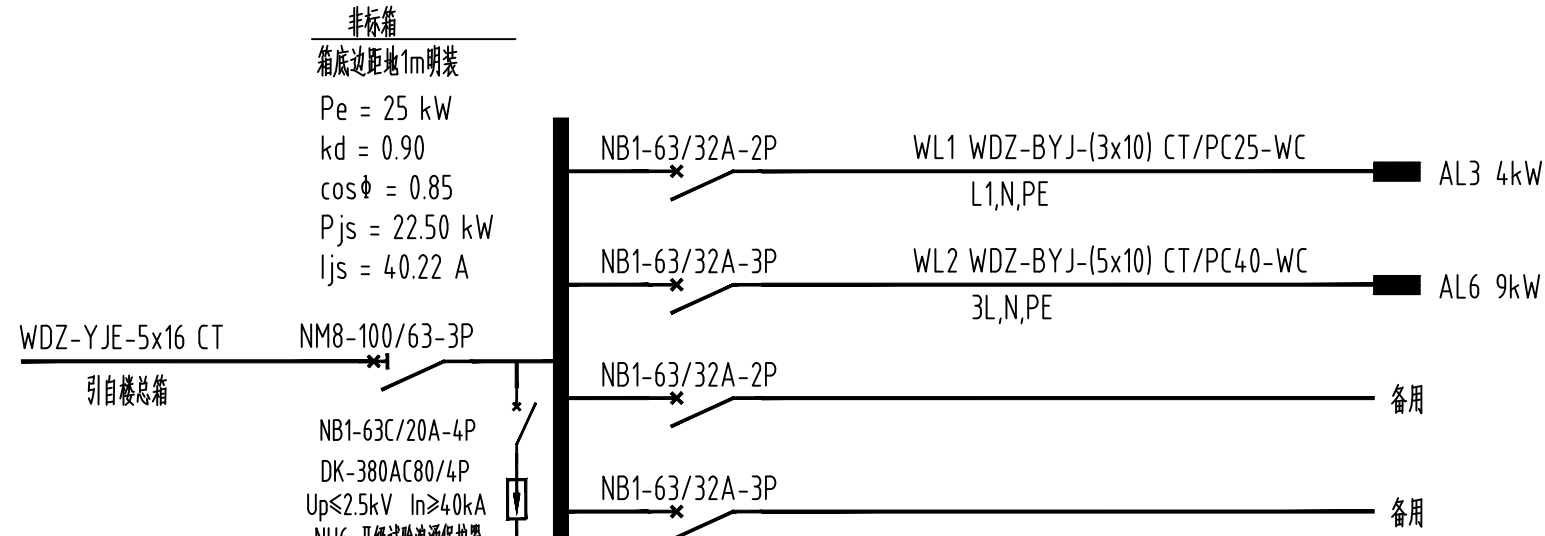 非标箱
箱底边距地1m明装
Pe = 25 kW
kd = 0.90
cosΦ = 0.85
Pjs = 22.50 kW
Ijs = 40.22 A
WDZ-YJE-5x16 CT
引自楼总箱
NM8-100/63-3P
NB1-63C/20A-4P
DK-380AC80/4P
Up≤2.5kV In≥40kA
NB1-63/32A-2P
WL1 WDZ-BYJ-(3x10) CT/PC25-WC
L1,N,PE
AL3 4kW
NB1-63/32A-3P
WL2 WDZ-BYJ-(5x10) CT/PC40-WC
3L,N,PE
AL6 9kW
NB1-63/32A-2P
备用
NB1-63/32A-3P
备用